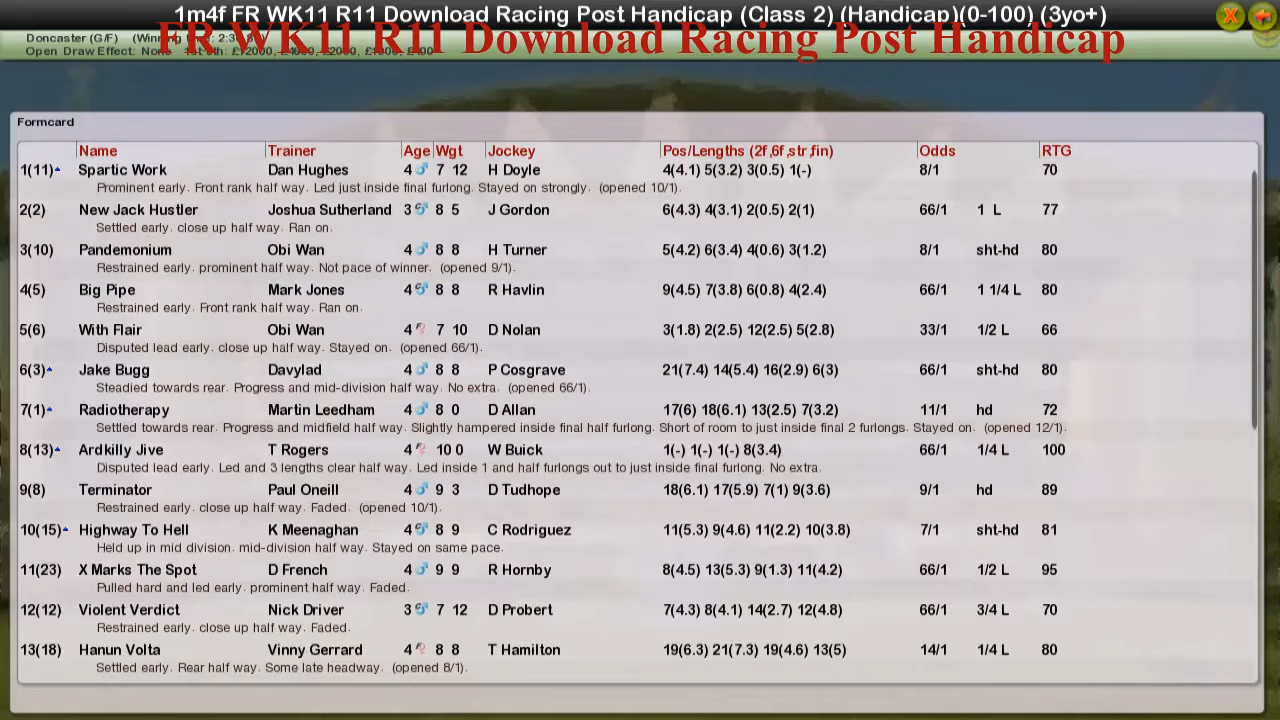 1m4f FR WK11 R11 Download Racing Post Handicap (Class 2) (Handicap)(0-100) (3yo+)
FR WK11 R11 Download Racing Post Handicap
Doncaster (G/F) (Winning
Open Draw Effect: None
Formcard
Name Trainer Age Wgt Jockey Pos/Lengths (2f,6f,str,fin) Odds RTG
1(11) Spartic Work Dan Hughes 4 7 12 H Doyle 4(4.1) 5(3.2) 3(0.5) 1(-) 8/1 70
Prominent early. Front rank half way. Led just inside final furlong. Stayed on strongly. (opened 10/1).
2(2) New Jack Hustler Joshua Sutherland 3 8 5 J Gordon 6(4.3) 4(3.1) 2(0.5) 2(1) 66/1 1 L 77
Settled early. close up half way. Ran on.
3(10) Pandemonium Obi Wan 4 8 8 H Turner 5(4.2) 6(3.4) 4(0.6) 3(1.2) 8/1 sht-hd 80
Restrained early. prominent half way. Not pace of winner. (opened 9/1).
4(5) Big Pipe Mark Jones 4 8 8 R Havlin 9(4.5) 7(3.8) 6(0.8) 4(2.4) 66/1 1 1/4 L 80
Restrained early. Front rank half way. Ran on.
5(6) With Flair Obi Wan 4 7 10 D Nolan 3(1.8) 2(2.5) 12(2.5) 5(2.8) 33/1 1/2 L 66
Disputed lead early. close up half way. Stayed on. (opened 66/1).
6(3) Jake Bugg Davylad 4 8 8 P Cosgrave 21(7.4) 14(5.4) 16(2.9) 6(3) 66/1 sht-hd 80
Steadied towards rear. Progress and mid-division half way. No extra. (opened 66/1).
7(1) Radiotherapy Martin Leedham 4 8 0 D Allan 17(6) 18(6.1) 13(2.5) 7(3.2) 11/1 hd 72
Settled towards rear. Progress and midfield half way. Slightly hampered inside final half furlong. Short of room to just inside final 2 furlongs. Stayed on. (opened 12/1).
8(13) Ardkilly Jive T Rogers 4 10 0 W Buick 1(-) 1(-) 1(-) 8(3.4) 66/1 1/4 L 100
Disputed lead early. Led and 3 lengths clear half way. Led inside 1 and half furlongs out to just inside final furlong. No extra.
9(8) Terminator Paul Oneill 4 9 3 D Tudhope 18(6.1) 17(5.9) 7(1) 9(3.6) 9/1 hd 89
Restrained early. close up half way. Faded. (opened 10/1).
10(15) Highway To Hell K Meenaghan 4 8 9 C Rodriguez 11(5.3) 9(4.6) 11(2.2) 10(3.8) 7/1 sht-hd 81
Held up in mid division. mid-division half way. Stayed on same pace.
11(23) X Marks The Spot D French 4 9 9 R Hornby 8(4.5) 13(5.3) 9(1.3) 11(4.2) 66/1 1/2 L 95
Pulled hard and led early. prominent half way. Faded.
12(12) Violent Verdict Nick Driver 3 7 12 D Probert 7(4.3) 8(4.1) 14(2.7) 12(4.8) 66/1 3/4 L 70
Restrained early. close up half way. Faded.
13(18) Hanun Volta Vinny Gerrard 4 8 8 T Hamilton 19(6.3) 21(7.3) 19(4.6) 13(5) 14/1 1/4 L 80
Settled early. Rear half way. Some late headway. (opened 8/1).